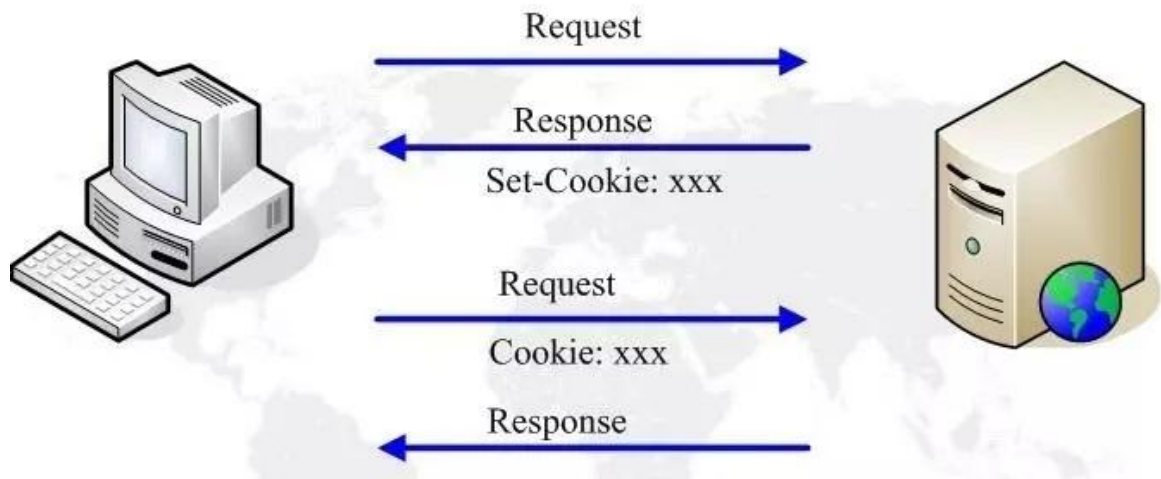 Request
Response
Set-Cookie: xxx
Request
Cookie: xxx
Response